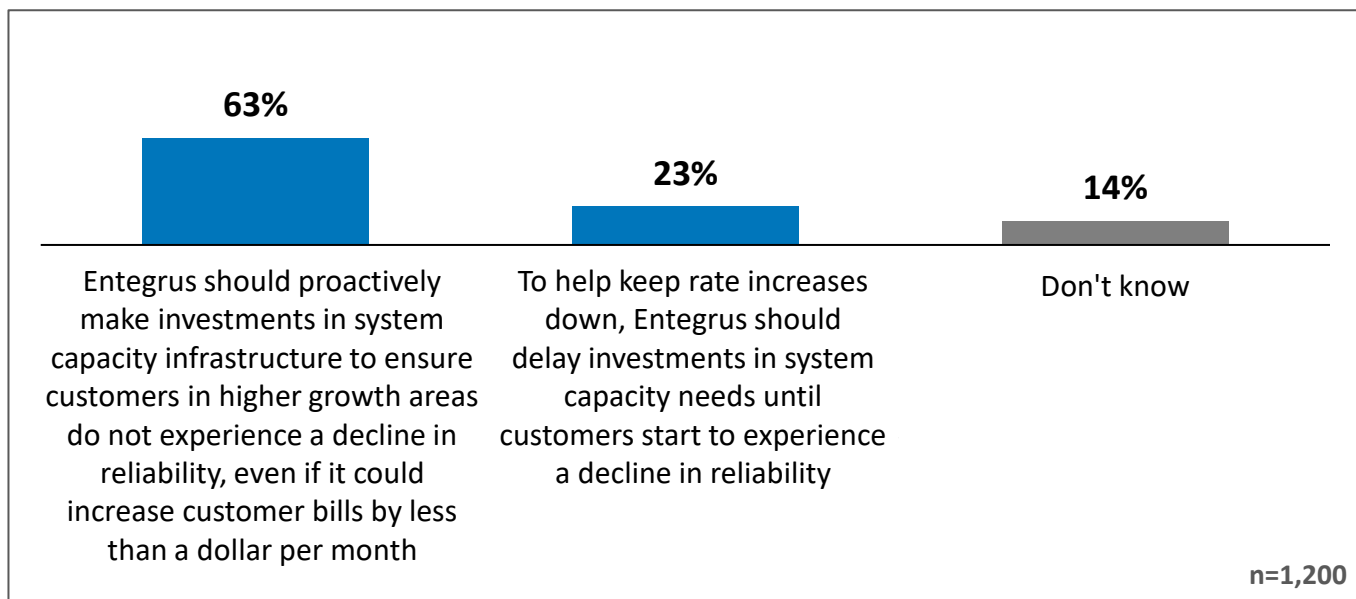 63%
23%
14%
Entegrus should proactively
make investments in system
capacity infrastructure to ensure
customers in higher growth areas
do not experience a decline in
reliability, even if it could
increase customer bills by less
than a dollar per month
To help keep rate increases
down, Entegrus should
delay investments in system
capacity needs until
customers start to experience
a decline in reliability
Don't know
n=1,200